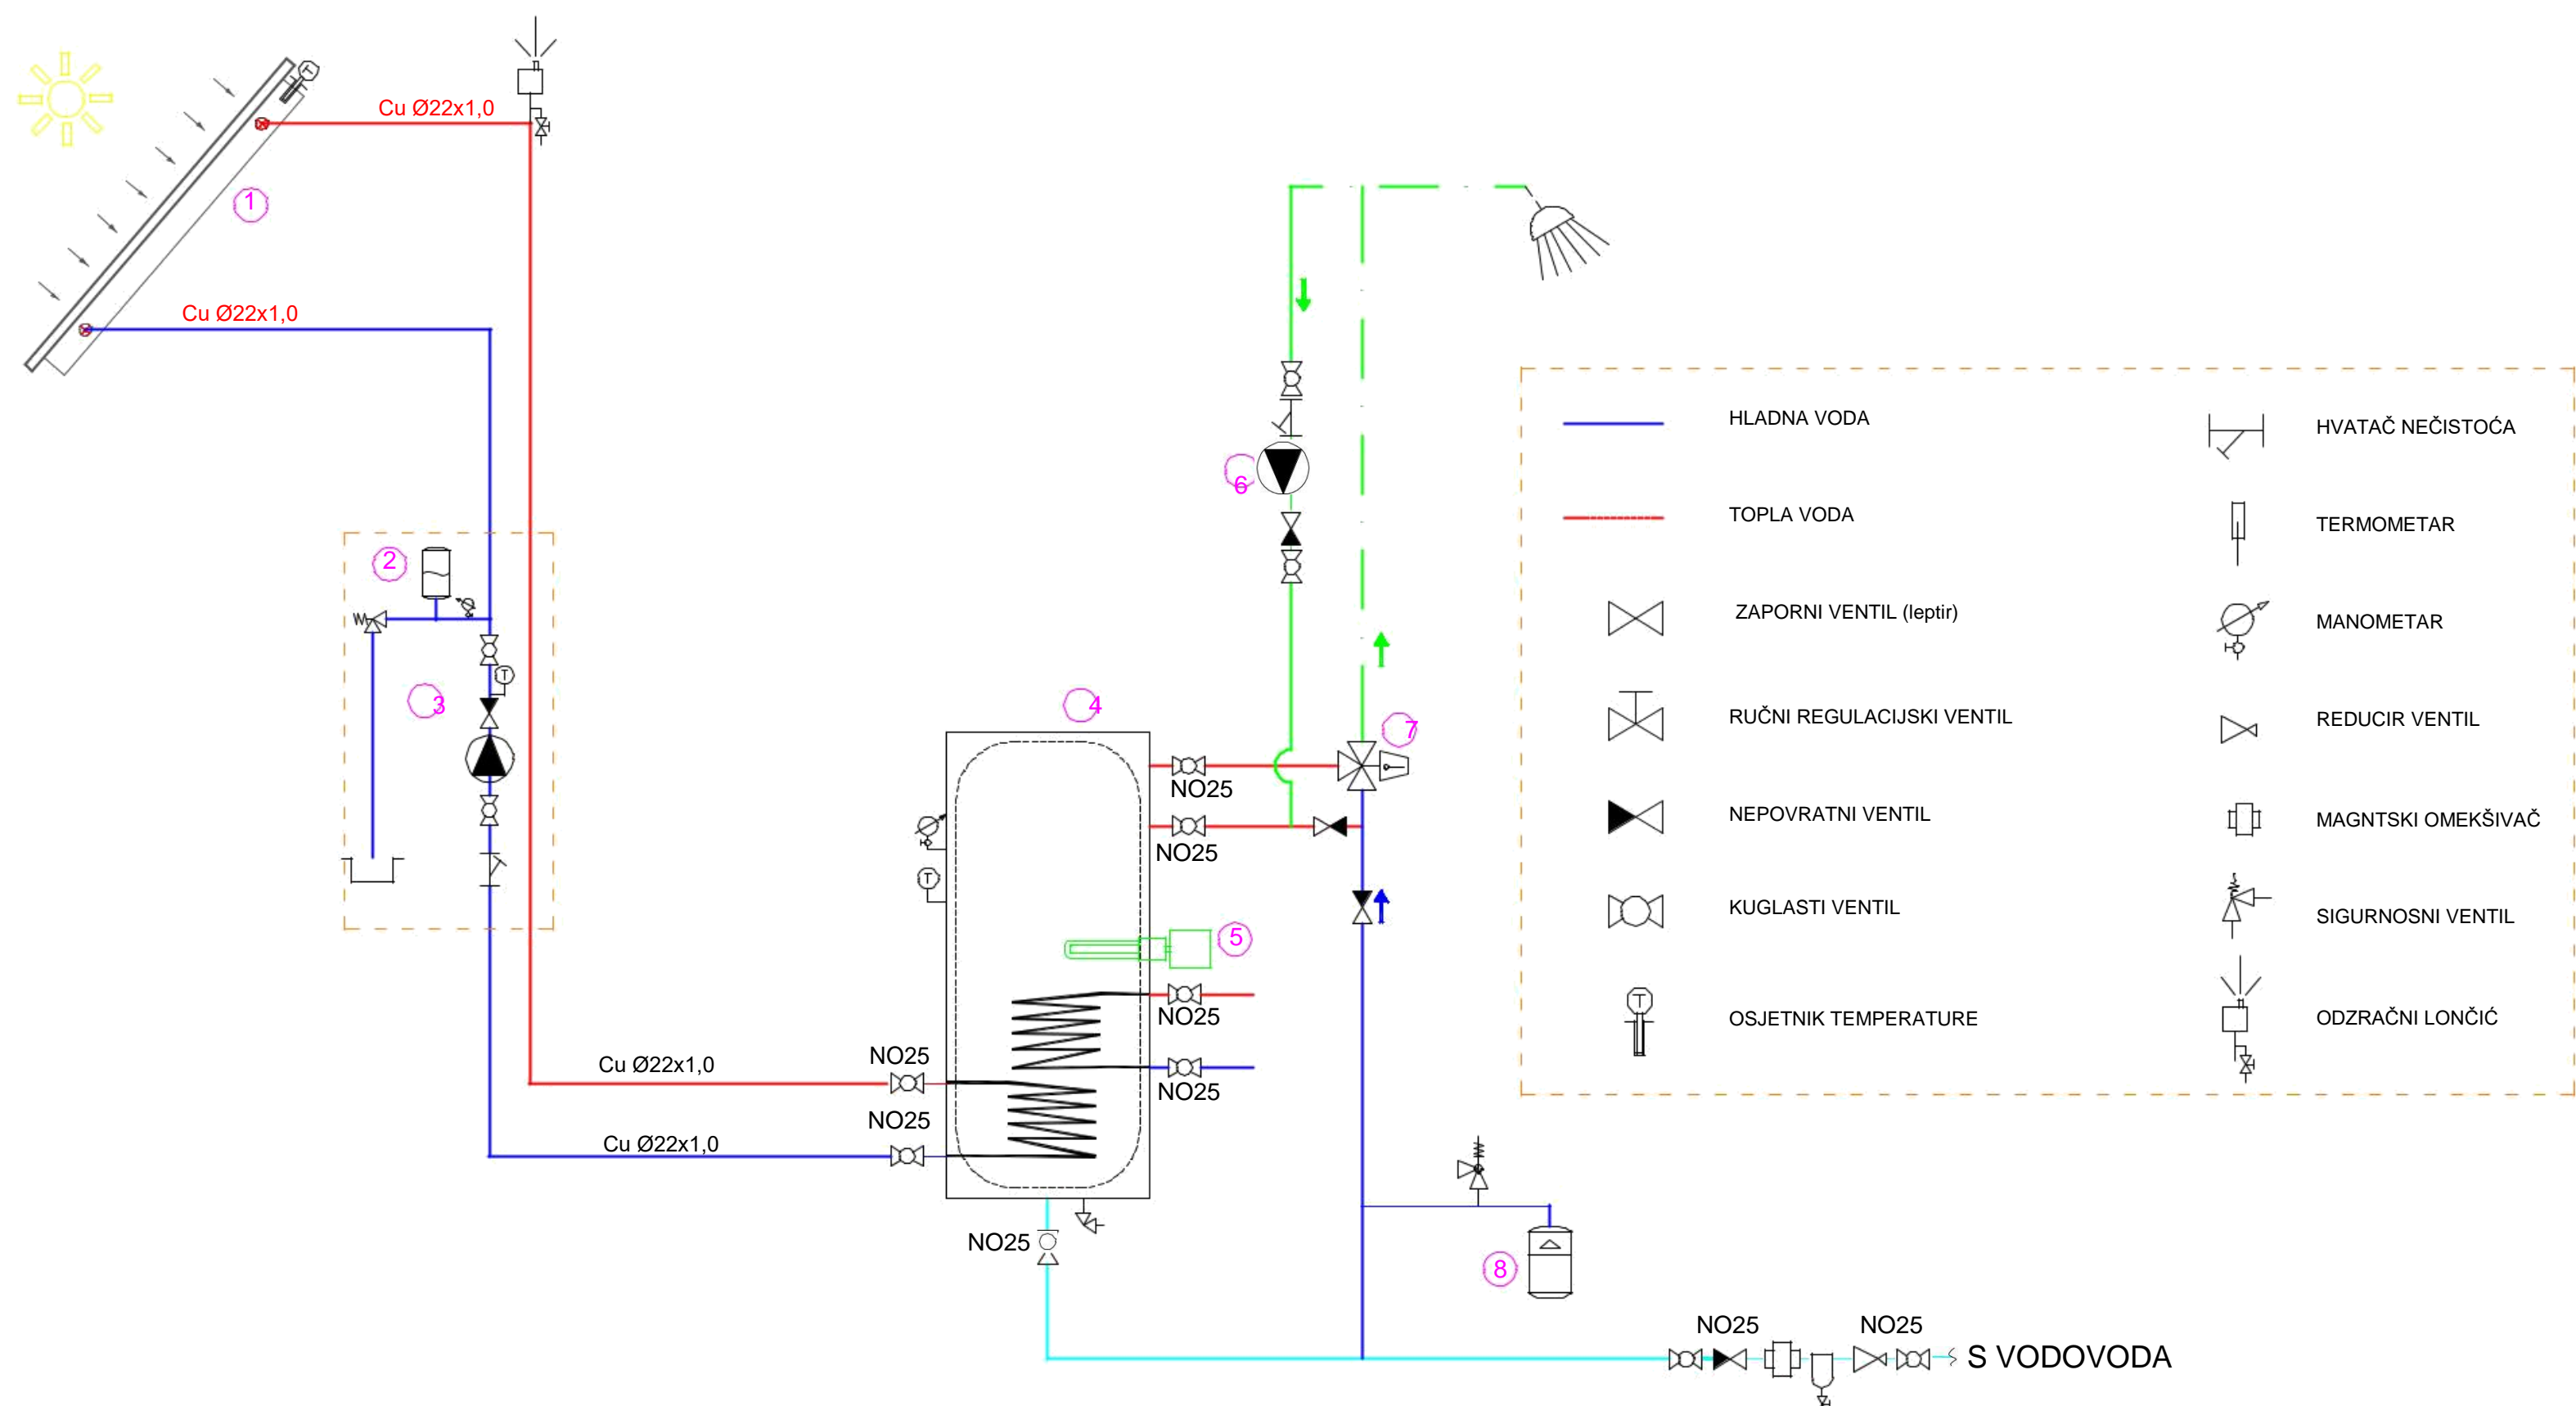 Cu Ø22x1,0
T
1
Cu Ø22x1,0
2
T
3
4
6
7
NO25
NO25
T
5
NO25
NO25
Cu Ø22x1,0
NO25
Cu Ø22x1,0
NO25
NO25
8
NO25
NO25
S VODOVODA
HLADNA VODA
TOPLA VODA
ZAPORNI VENTIL (leptir)
RUČNI REGULACIJSKI VENTIL
NEPOVRATNI VENTIL
KUGLASTI VENTIL
T
OSJETNIK TEMPERATURE
HVATAČ NEČISTOĆA
TERMOMETAR
MANOMETAR
REDUCIR VENTIL
MAGNTSKI OMEKŠIVAČ
SIGURNOSNI VENTIL
ODZRAČNI LONČIĆ